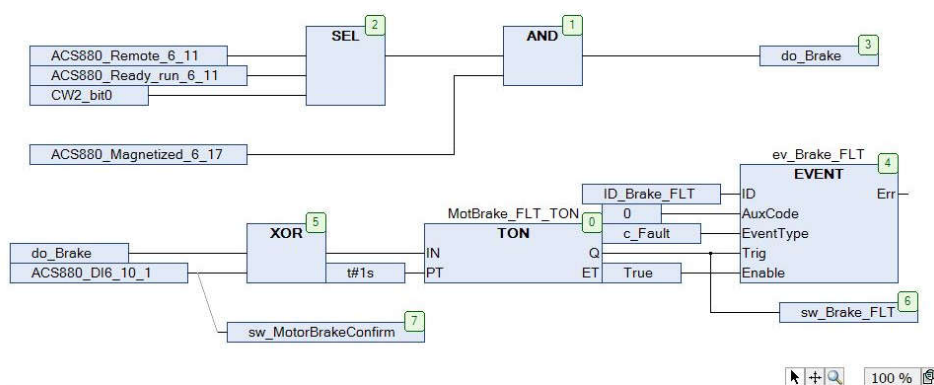 SEL
2
ACS880_Remote_6_11
ACS880_Ready_run_6_11
CW2_bit0
AND
1
do_Brake
3
ACS880_Magnetized_6_17
ev_Brake_FLT
EVENT
4
ID_Brake_FLT
ID
Err
MotBrake_FLT_TON
0
AuxCode
XOR
5
TON
0
c_Fault
EventType
do_Brake
IN
Q
Trig
ACS880_DI6_10_1
t#1s
PT
ET
True
Enable
sw_Brake_FLT
6
sw_MotorBrakeConfirm
7
100 %